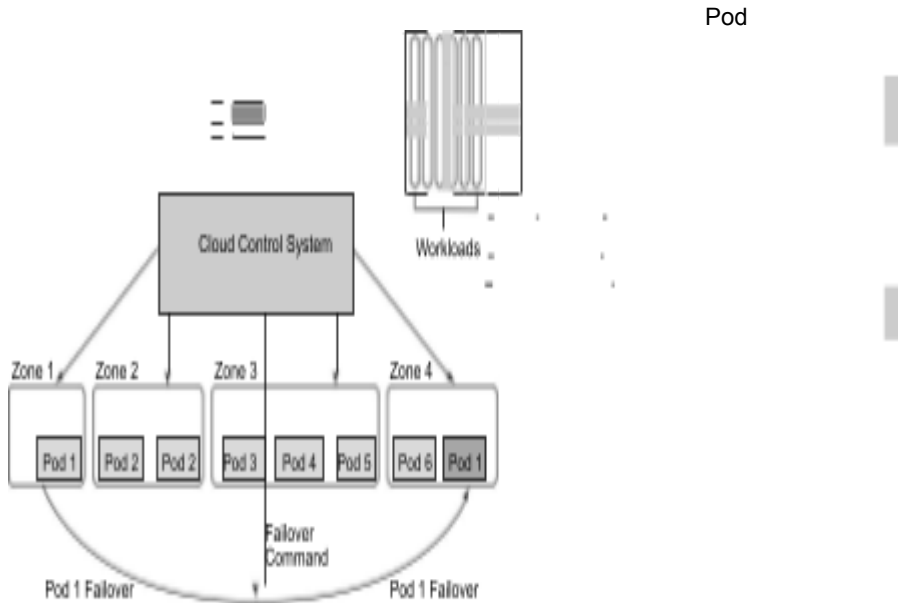 Pod
Workloads
Cloud Control System
Zone 1
Zone 2
Zone 3
Zone 4
Pod 1
Pod 2
Pod 2
Pod 3
Pod 4
Pod 5
Pod 6
Pod 1
Failover
Command
Pod 1 Failover
Pod 1 Failover